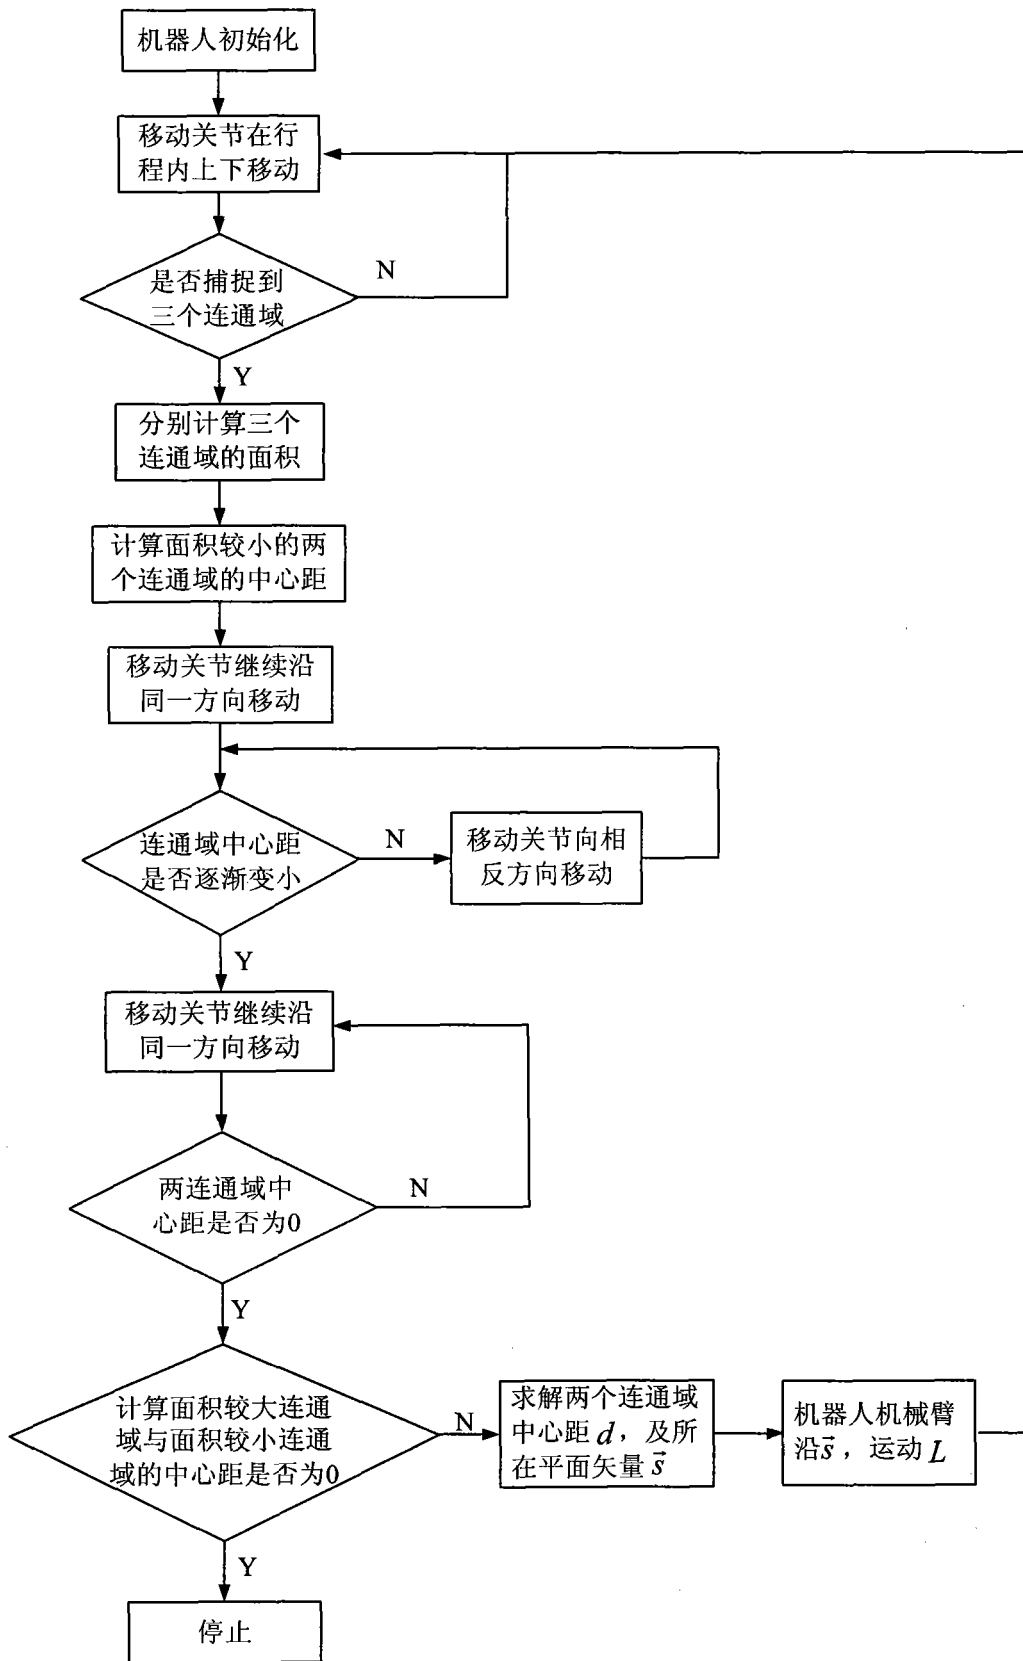 机器人初始化
移动关节在行
程内上下移动
是否捕捉到
三个连通域
N
Y
分别计算三个
连通域的面积
计算面积较小的两
个连通域的中心距
移动关节继续沿
同一方向移动
连通域中心距
是否逐渐变小
N
移动关节向相
反方向移动
Y
移动关节继续沿
同一方向移动
两连通域中
心距是否为0
N
Y
计算面积较大连通
域与面积较小连通
域的中心距是否为0
N
求解两个连通域
中心距d，及所
在平面矢量s⃗
机器人机械臂
沿s⃗，运动L
Y
停止